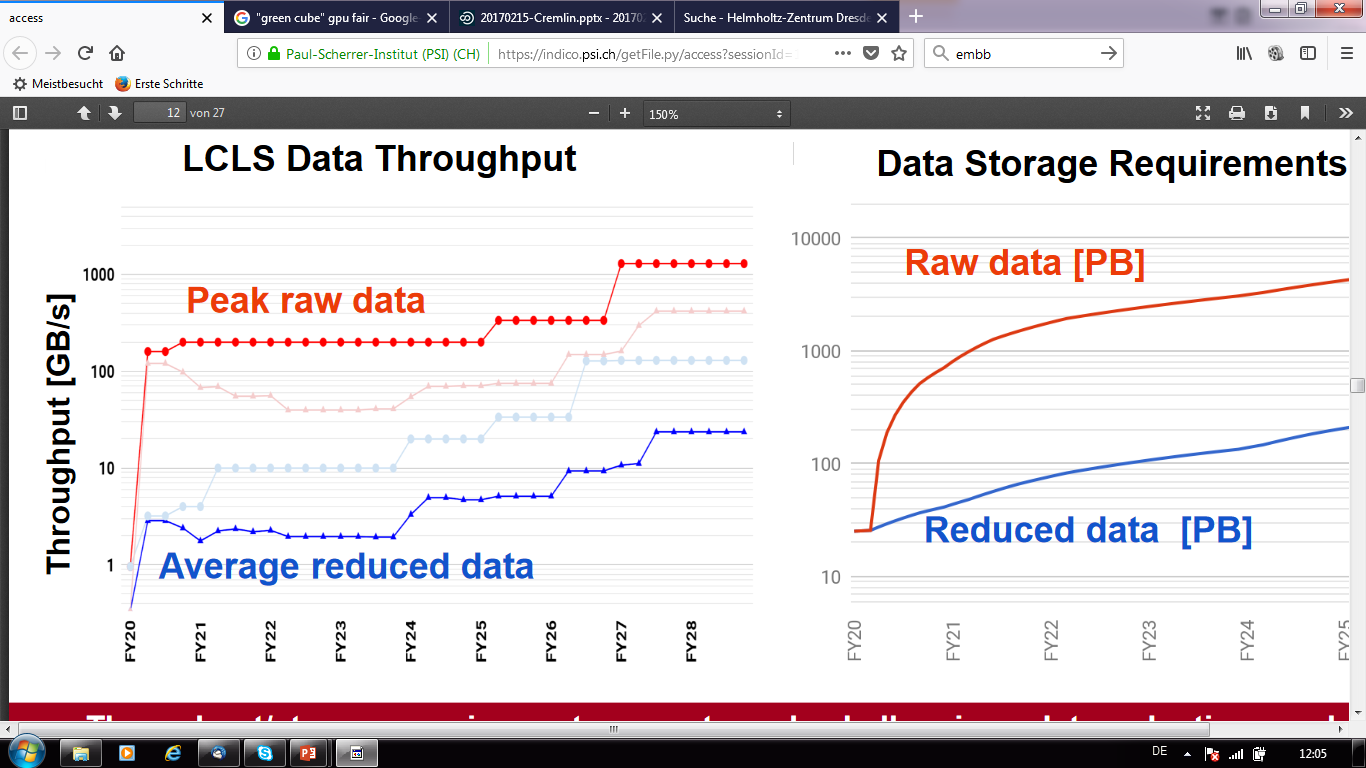 access
"green cube" gpu fair - Google-
20170215-Cremlin.pptx - 201702
Suche - Helmholtz-Zentrum Dresde
Paul-Scherrer-Institut (PSI) (CH)
https://indico.psi.ch/getFile.py/access?sessionId=
embb
Meistbesucht
Erste Schritte
12 von 27
150%
LCLS Data Throughput
Throughput [GB/s]
1000
100
10
1
Peak raw data
Average reduced data
FY20
FY21
FY22
FY23
FY24
FY25
FY26
FY27
FY28
Data Storage Requirements
10000
1000
100
10
Raw data [PB]
Reduced data [PB]
FY20
FY21
FY22
FY23
FY24
FY25
DE
12:05